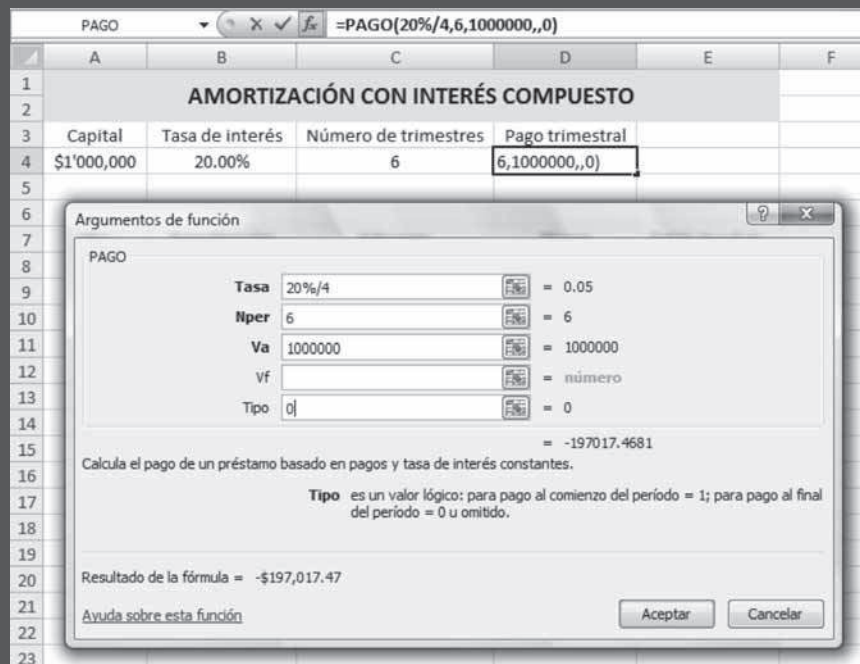 PAGO fx =PAGO(20%/4,6,1000000,,0)
A B C D E F
1
2 AMORTIZACIÓN CON INTERÉS COMPUESTO
3 Capital Tasa de interés Número de trimestres Pago trimestral
4 $1'000,000 20.00% 6 6,1000000,,0)
5
6 Argumentos de función ? X
7
8 PAGO
9 Tasa 20%/4 = 0.05
10 Nper 6 = 6
11 Va 1000000 = 1000000
12 Vf = número
13
14 Tipo 0 = 0
15 = -197017.4681
16 Calcula el pago de un préstamo basado en pagos y tasa de interés constantes.
17 Tipo es un valor lógico: para pago al comienzo del período = 1; para pago al final
18 del período = 0 u omitido.
19
20 Resultado de la fórmula = -$197,017.47
21 Ayuda sobre esta función Aceptar Cancelar
22
23